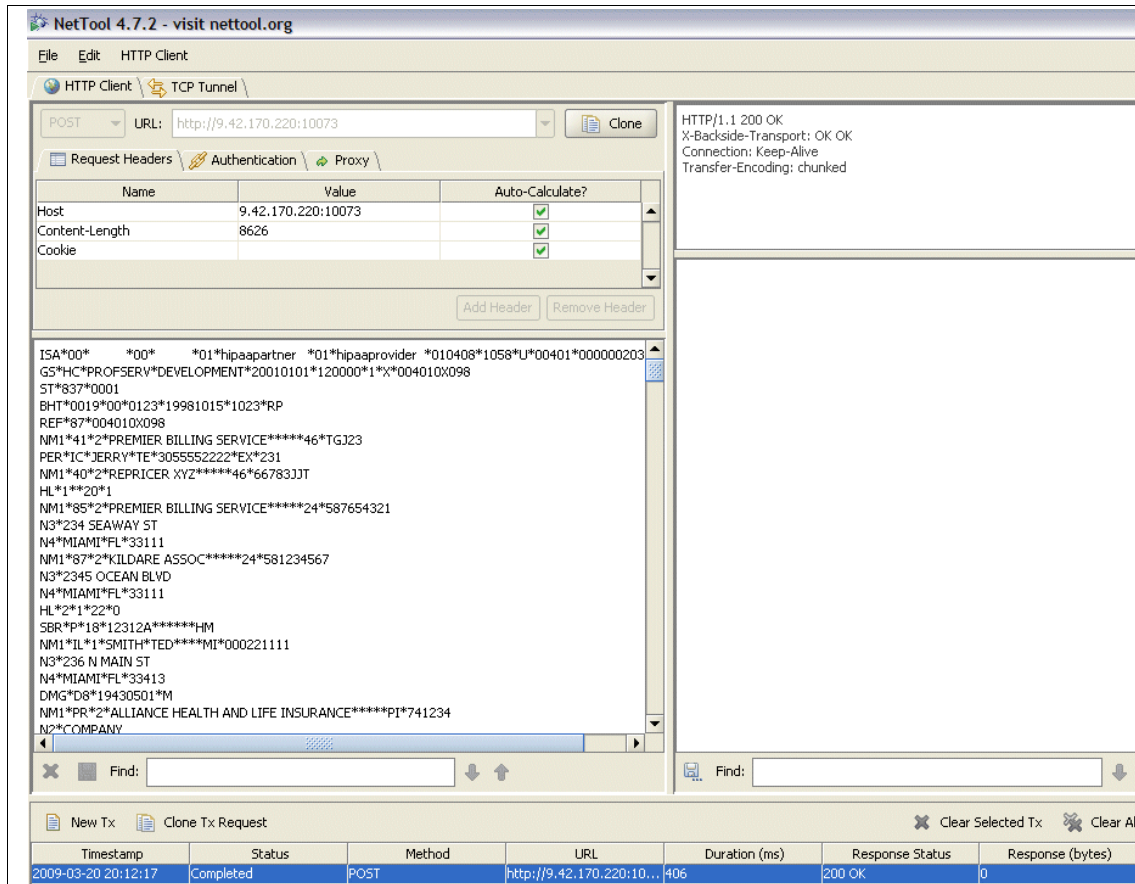 NetTool 4.7.2 - visit nettool.org
File Edit HTTP Client
HTTP Client TCP Tunnel
POST URL: http://9.42.170.220:10073 Clone
Request Headers Authentication Proxy
Name Value Auto-Calculate?
Host 9.42.170.220:10073
Content-Length 8626
Cookie
Add Header Remove Header
ISA*00* *00* *01*hipaapartner *01*hipaaprovider *010408*1058*U*00401*000000203
GS*HC*PROFSERV*DEVELOPMENT*20010101*120000*1*X*004010X098
ST*837*0001
BHT*0019*00*0123*19981015*1023*RP
REF*87*004010X098
NM1*41*2*PREMIER BILLING SERVICE*****46*TGJ23
PER*IC*JERRY*TE*3055552222*EX*231
NM1*40*2*REPRICER XYZ*****46*66783JJT
HL*1**20*1
NM1*85*2*PREMIER BILLING SERVICE*****24*587654321
N3*234 SEAWAY ST
N4*MIAMI*FL*33111
NM1*87*2*KILDARE ASSOC*****24*581234567
N3*2345 OCEAN BLVD
N4*MIAMI*FL*33111
HL*2*1*22*0
SBR*P*18*12312A******HM
NM1*IL*1*SMITH*TED****MI*000221111
N3*236 N MAIN ST
N4*MIAMI*FL*33413
DMG*D8*19430501*M
NM1*PR*2*ALLIANCE HEALTH AND LIFE INSURANCE*****PI*741234
N2*COMPANY
Find:
HTTP/1.1 200 OK
X-Backside-Transport: OK OK
Connection: Keep-Alive
Transfer-Encoding: chunked
Find:
New Tx Clone Tx Request Clear Selected Tx Clear Al
Timestamp Status Method URL Duration (ms) Response Status Response (bytes)
2009-03-20 20:12:17 Completed POST http://9.42.170.220:10... 406 200 OK 0